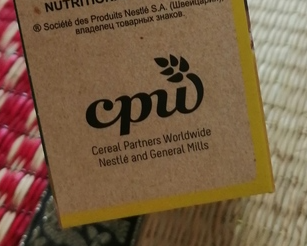 NUTRITION
® Société des Produits Nestlé S.A. (Швейцария)
владелец товарных знаков.
cpw
Cereal Partners Worldwide
Nestlé and General Mills